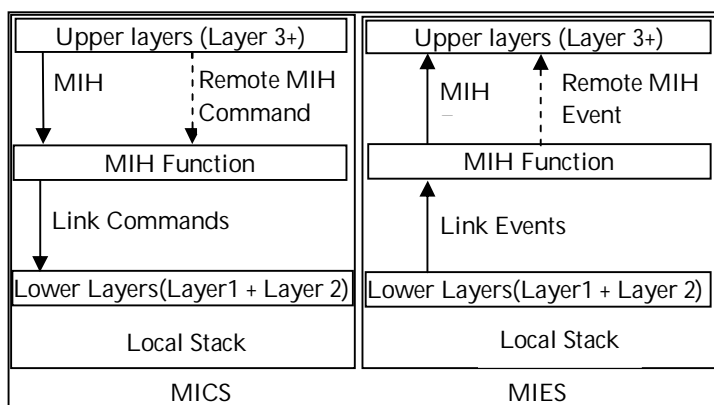 Upper layers (Layer 3+)
MIH
Remote MIH
Command
MIH Function
Link Commands
Lower Layers(Layer1 + Layer 2)
Local Stack
MICS
Upper layers (Layer 3+)
MIH
Remote MIH
Event
MIH Function
Link Events
Lower Layers(Layer1 + Layer 2)
Local Stack
MIES